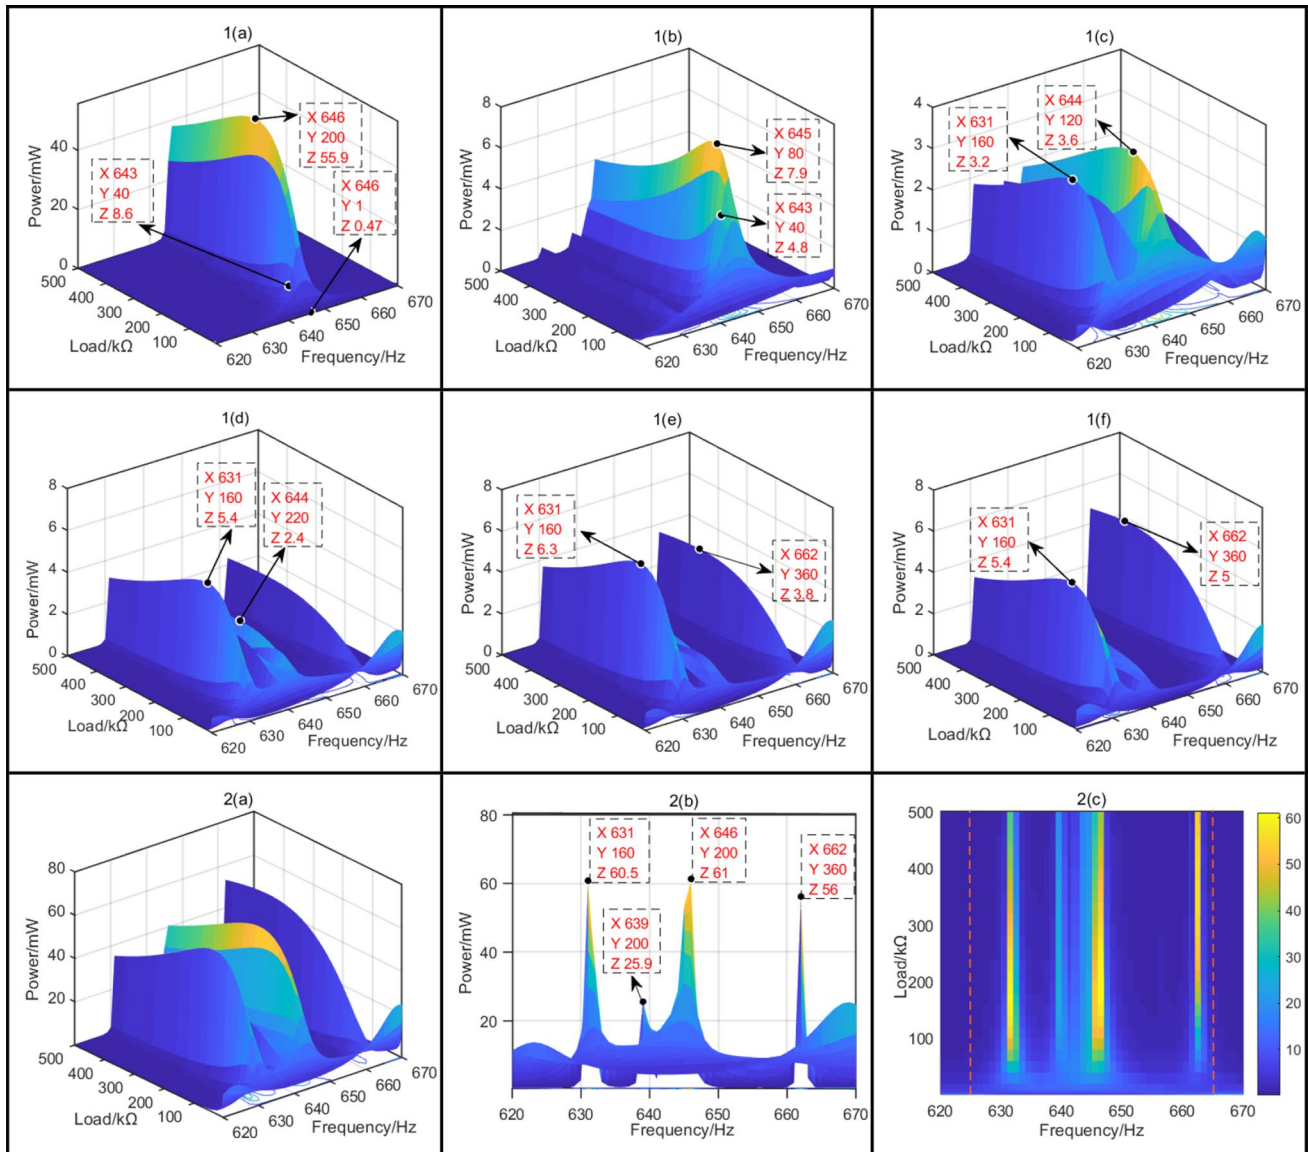 1(a)
X 646
Y 200
Z 55.9
X 643
Y 40
Z 8.6
X 646
Y 1
Z 0.47
Power/mW
40
20
0
500
400
300
200
100
Load/kΩ
620
630
640
650
660
670
Frequency/Hz
1(b)
8
6
4
2
0
Power/mW
X 645
Y 80
Z 7.9
X 643
Y 40
Z 4.8
500
400
300
200
100
Load/kΩ
620
630
640
650
660
670
Frequency/Hz
1(c)
4
3
2
1
0
Power/mW
X 631
Y 160
Z 3.2
X 644
Y 120
Z 3.6
500
400
300
200
100
Load/kΩ
620
630
640
650
660
670
Frequency/Hz
1(d)
8
6
4
2
0
Power/mW
X 631
Y 160
Z 5.4
X 644
Y 220
Z 2.4
500
400
300
200
100
Load/kΩ
620
630
640
650
660
670
Frequency/Hz
1(e)
8
6
4
2
0
Power/mW
X 631
Y 160
Z 6.3
X 662
Y 360
Z 3.8
500
400
300
200
100
Load/kΩ
620
630
640
650
660
670
Frequency/Hz
1(f)
8
6
4
2
0
Power/mW
X 631
Y 160
Z 5.4
X 662
Y 360
Z 5
500
400
300
200
100
Load/kΩ
620
630
640
650
660
670
Frequency/Hz
2(a)
80
60
40
20
Power/mW
500
400
300
200
100
Load/kΩ
620
630
640
650
660
670
Frequency/Hz
2(b)
80
60
40
20
Power/mW
X 631
Y 160
Z 60.5
X 639
Y 200
Z 25.9
X 646
Y 200
Z 61
X 662
Y 360
Z 56
620
630
640
650
660
670
Frequency/Hz
2(c)
500
400
300
200
100
Load/kΩ
620
630
640
650
660
670
Frequency/Hz
60
50
40
30
20
10